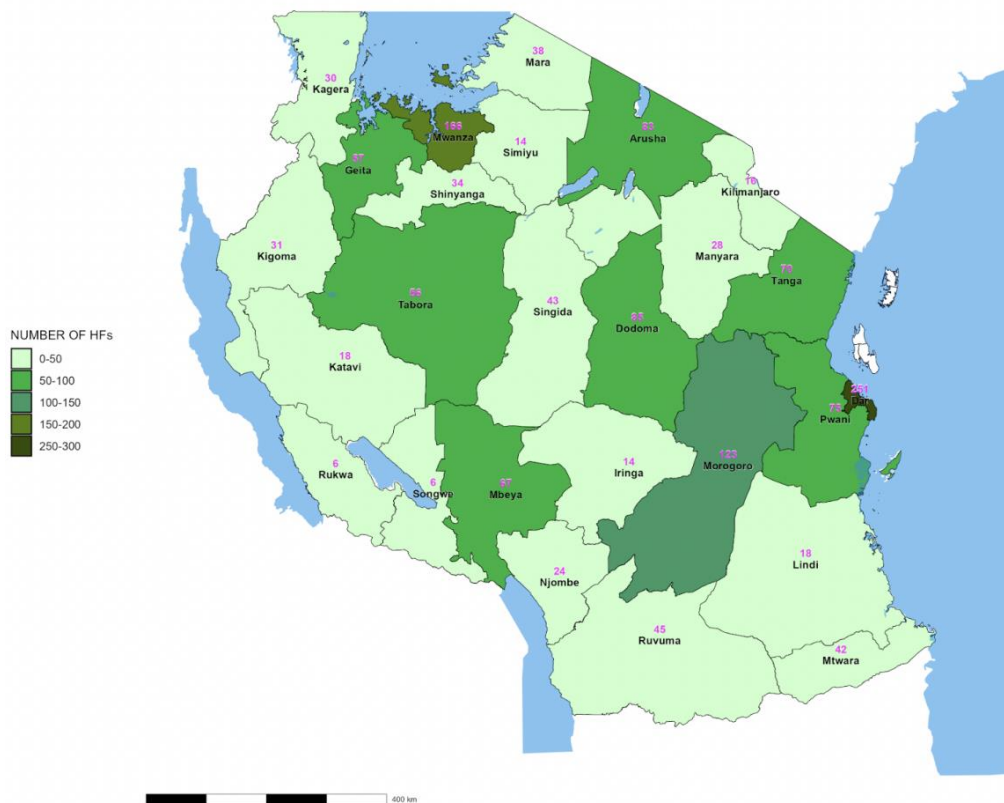 38
Mara
30
Kagera
Arusha
Mwanza
14
Simiyu
Geita
34
Shinyanga
Kilimanjaro
31
Kigoma
28
Manyara
Tanga
Tabora
43
Singida
Dodoma
NUMBER OF HFs
0-50
50-100
100-150
150-200
250-300
18
Katavi
251
Dar
Pwani
6
Rukwa
6
Songwe
Mbeya
14
Iringa
123
Morogoro
18
Lindi
24
Njombe
45
Ruvuma
42
Mtwara
400 km